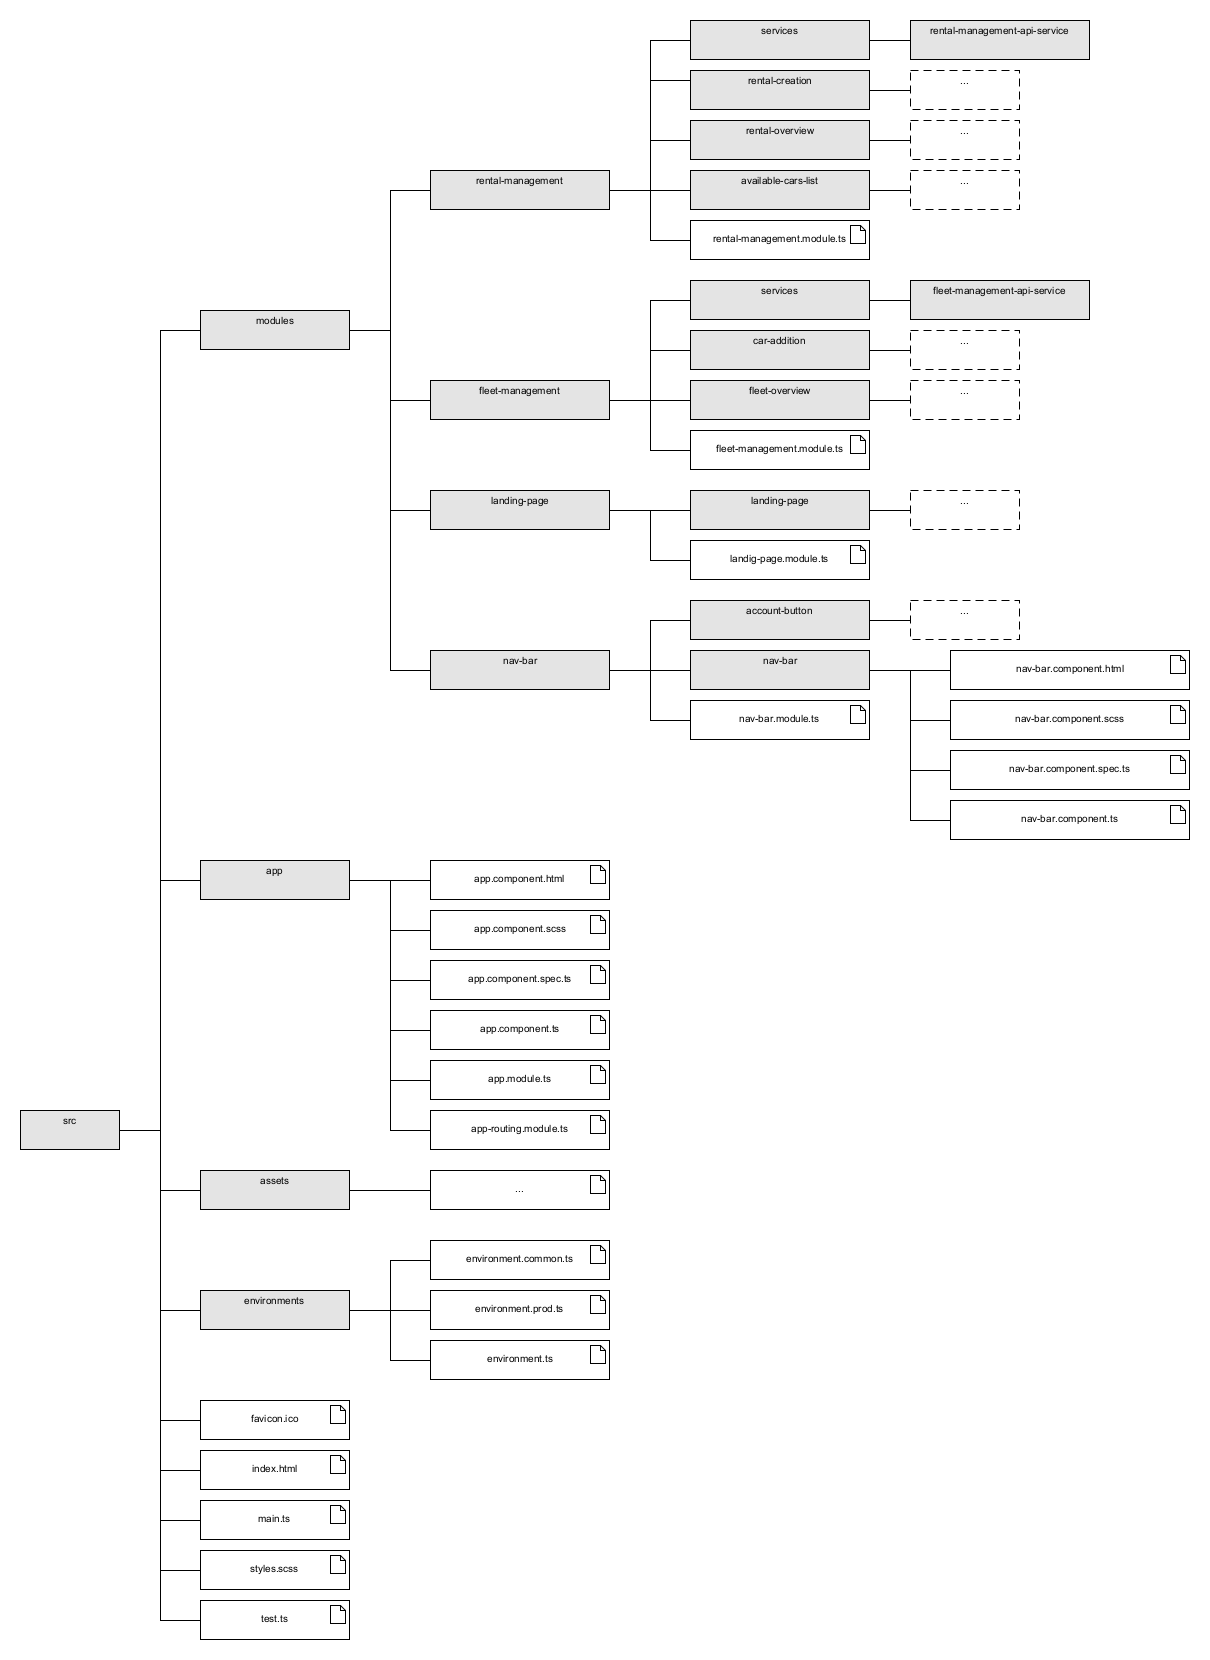 services
rental-management-api-service
rental-creation
...
rental-overview
...
rental-management
available-cars-list
...
rental-management.module.ts
services
fleet-management-api-service
modules
car-addition
...
fleet-management
fleet-overview
...
fleet-management.module.ts
landing-page
landing-page
...
landig-page.module.ts
account-button
...
nav-bar
nav-bar
nav-bar.component.html
nav-bar.module.ts
nav-bar.component.scss
nav-bar.component.spec.ts
nav-bar.component.ts
app
app.component.html
app.component.scss
app.component.spec.ts
app.component.ts
app.module.ts
src
app-routing.module.ts
assets
...
environment.common.ts
environments
environment.prod.ts
environment.ts
favicon.ico
index.html
main.ts
styles.scss
test.ts